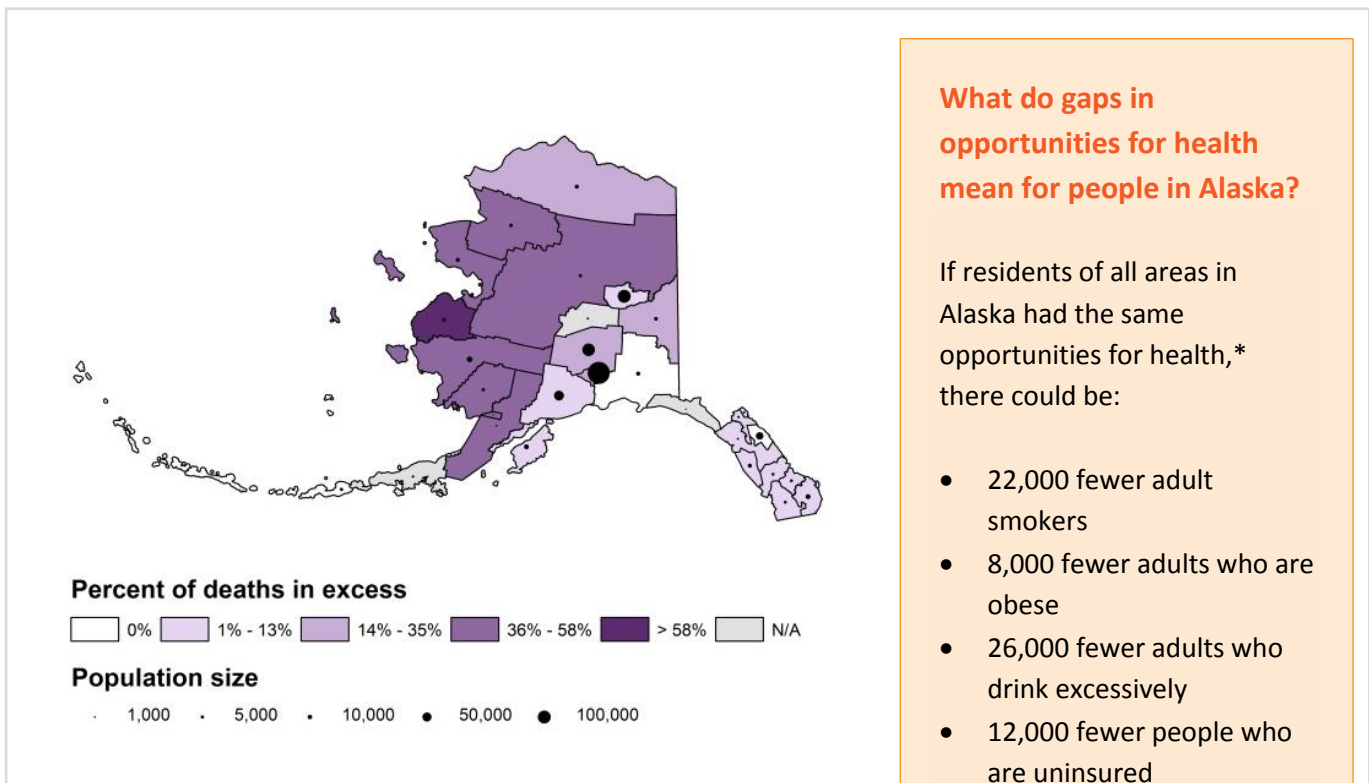 What do gaps in
opportunities for health
mean for people in Alaska?
If residents of all areas in
Alaska had the same
opportunities for health,*
there could be:
• 22,000 fewer adult
smokers
• 8,000 fewer adults who are
obese
• 26,000 fewer adults who
drink excessively
• 12,000 fewer people who
are uninsured
Percent of deaths in excess
0% 1% - 13% 14% - 35% 36% - 58% > 58% N/A
Population size
1,000 5,000 10,000 50,000 100,000